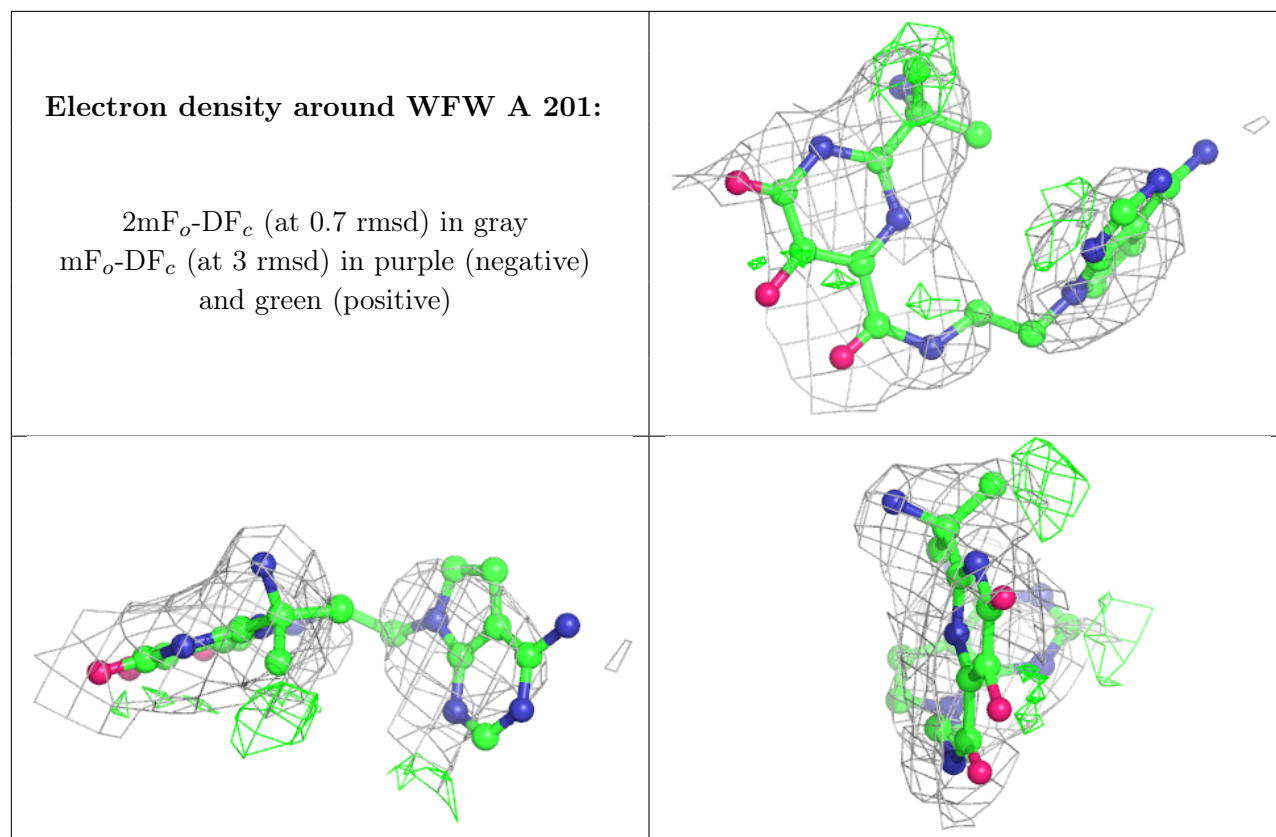 Electron density around WFW A 201:
2mFo-DFc (at 0.7 rmsd) in gray
mFo-DFc (at 3 rmsd) in purple (negative)
and green (positive)